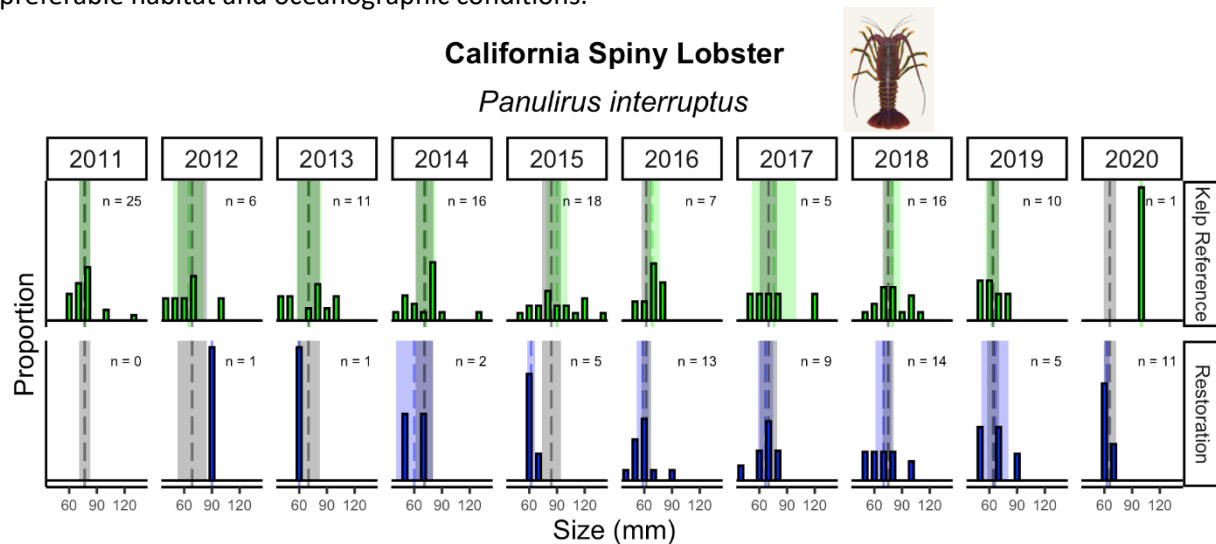 preferable habitat and oceanographic conditions.
California Spiny Lobster
Panulirus interruptus
2011 2012 2013 2014 2015 2016 2017 2018 2019 2020
n = 25 n = 6 n = 11 n = 16 n = 18 n = 7 n = 5 n = 16 n = 10 n = 1
Kelp Reference
Proportion
n = 0 n = 1 n = 1 n = 2 n = 5 n = 13 n = 9 n = 14 n = 5 n = 11
Restoration
60 90 120 60 90 120 60 90 120 60 90 120 60 90 120 60 90 120 60 90 120 60 90 120 60 90 120 60 90 120
Size (mm)